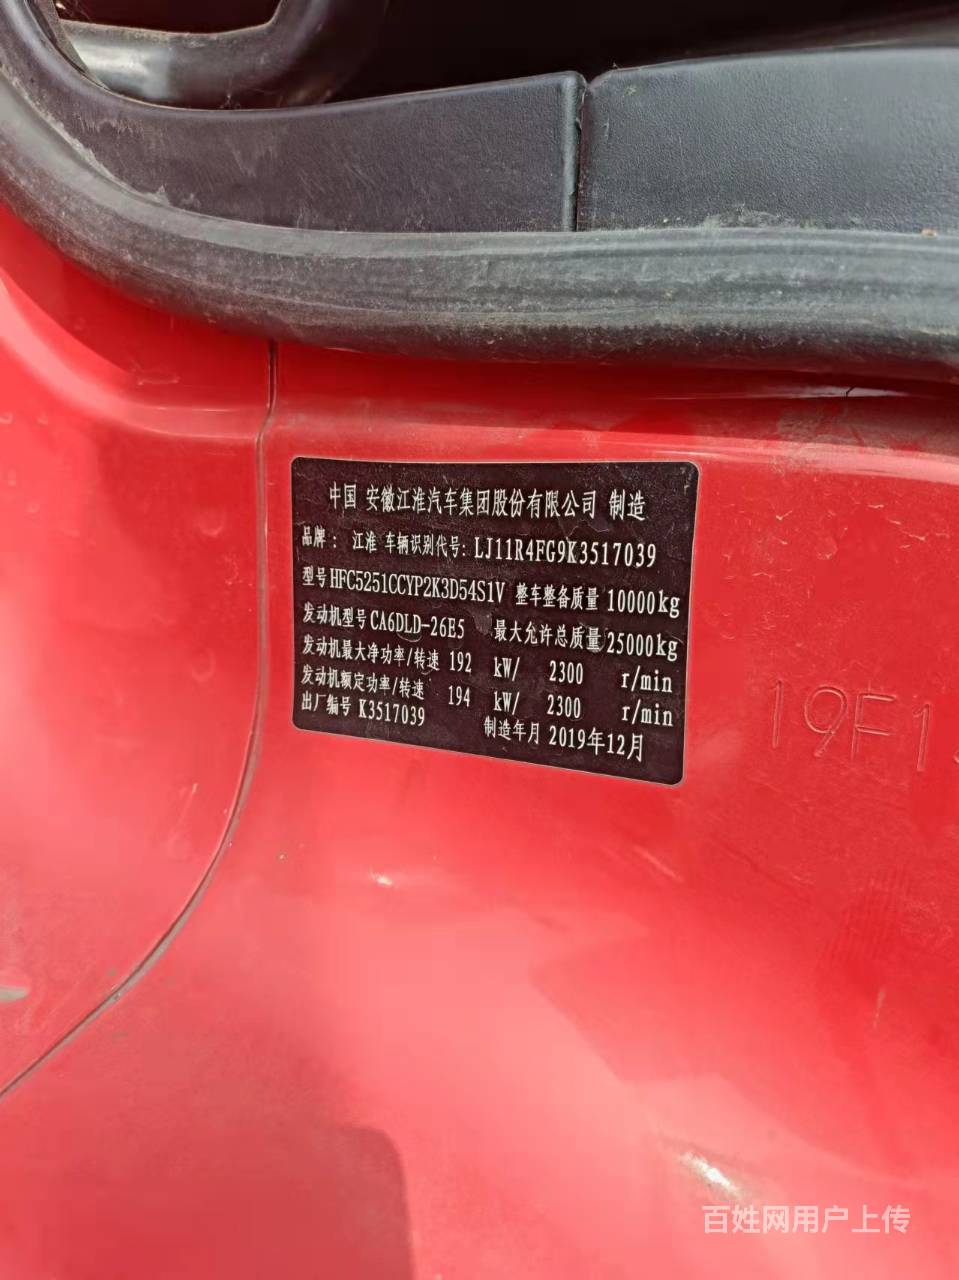 中国 安徽江淮汽车集团股份有限公司 制造
品牌： 江淮 车辆识别代号: LJ11R4FG9K3517039
型号 HFC5251CCYP2K3D54S1V 整车整备质量 10000kg
发动机型号 CA6DLD-26E5 最大允许总质量 25000kg
发动机最大净功率/转速 192 kW/ 2300 r/min
发动机额定功率/转速 194 kW/ 2300 r/min
出厂编号 K3517039 制造年月 2019年12月
19F1
百姓网用户上传